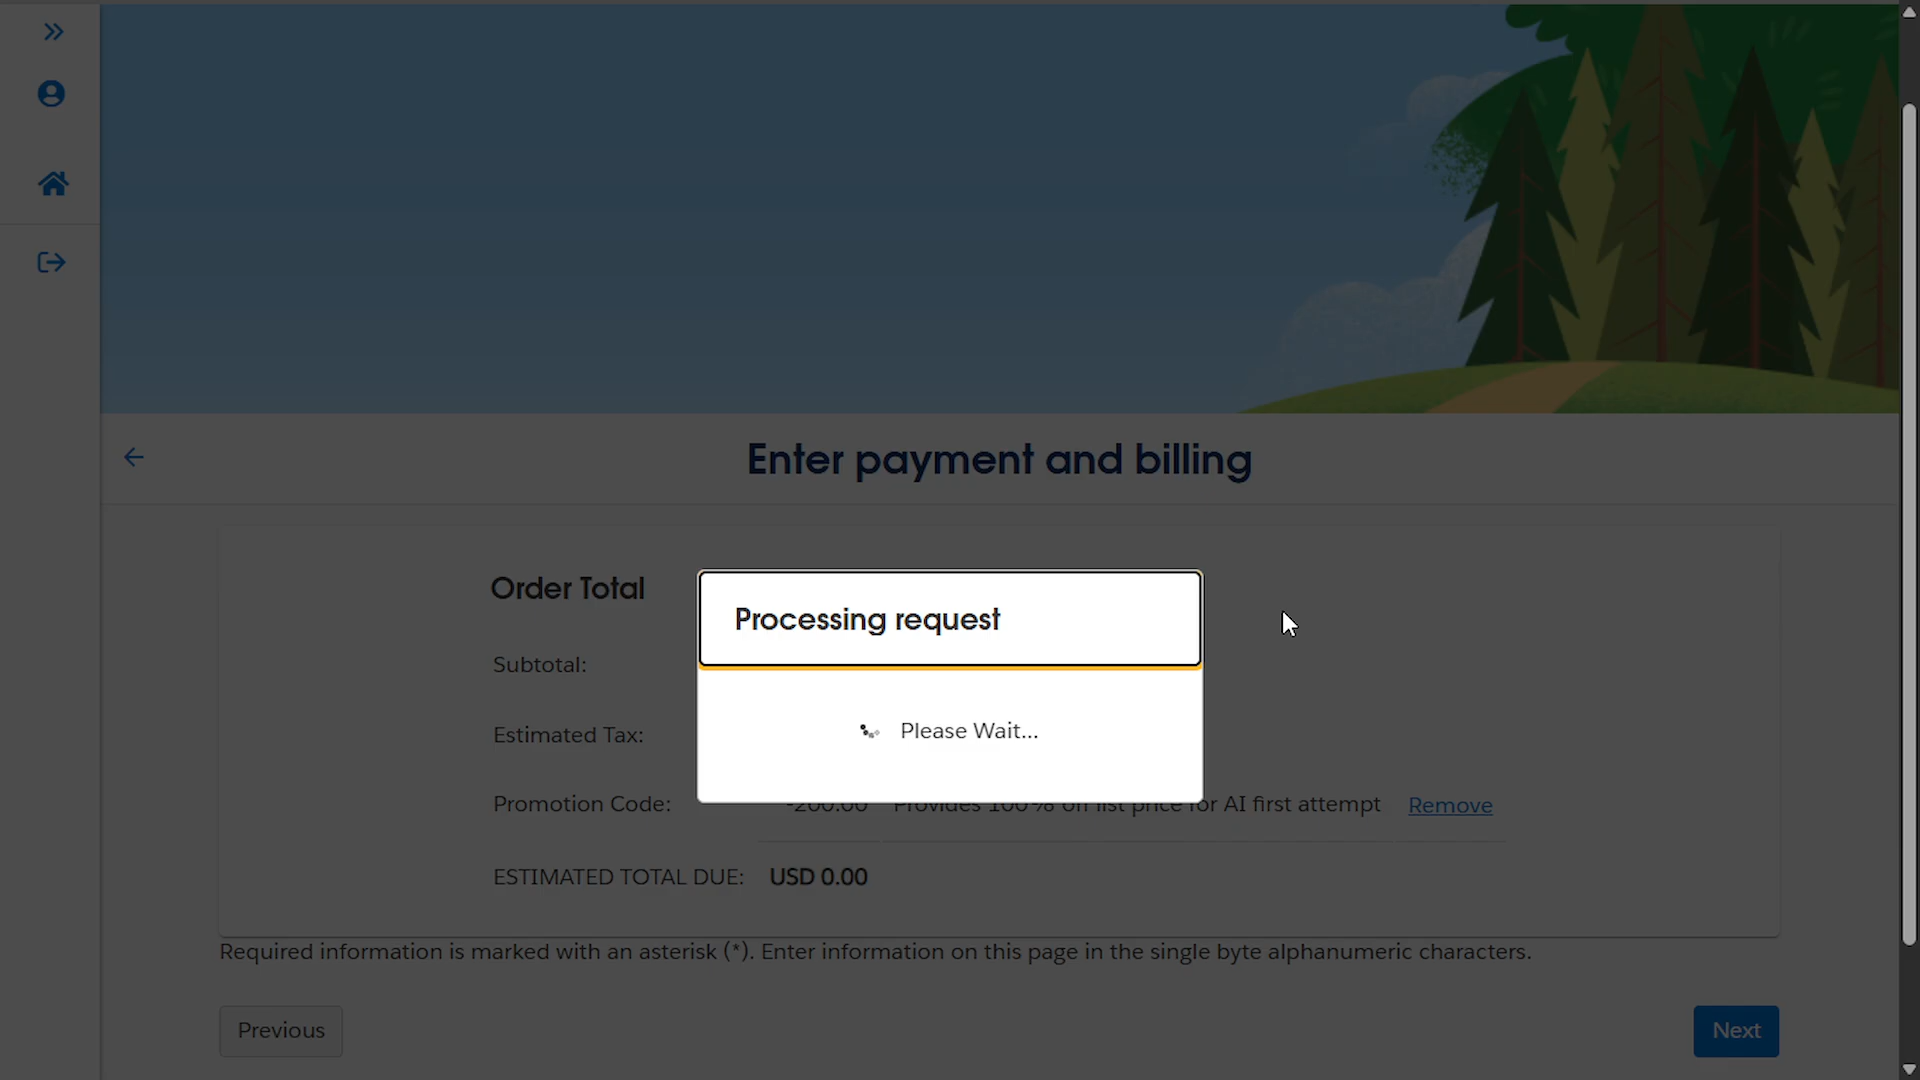 Enter payment and billing
Order Total
Processing request
Subtotal:
Please Wait...
Estimated Tax:
Promotion Code: -200.00 Provides 100% off list price for AI first attempt Remove
ESTIMATED TOTAL DUE: USD 0.00
Required information is marked with an asterisk (*). Enter information on this page in the single byte alphanumeric characters.
Previous Next